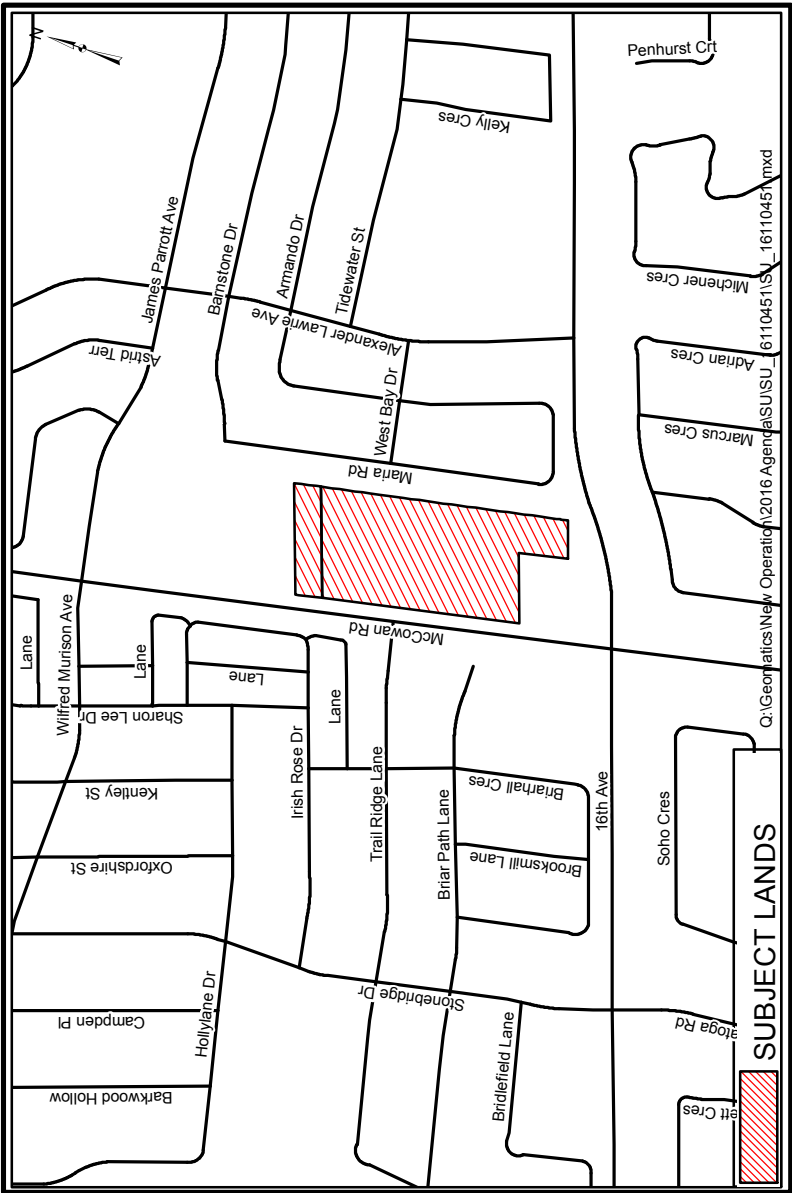 N
Penhurst Crt
Kelly Cres
James Parrott Ave
Barnstone Dr
Armando Dr
Tidewater St
Michener Cres
Alexander Lawrie Ave
Astrid Terr
Adrian Cres
West Bay Dr
Marcus Cres
Maria Rd
McCowan Rd
Wilfred Murison Ave
Lane
Lane
Lane
Lane
Sharon Lee Dr
Irish Rose Dr
Trail Ridge Lane
Kentley St
Briarhall Cres
16th Ave
Soho Cres
Briar Path Lane
Brooksmill Lane
Oxfordshire St
Stonebridge Dr
Campden Pl
Hollylane Dr
Bridlefield Lane
atoga Rd
Barkwood Hollow
ett Cres
Q:\Geomatics\New Operation\2016 Agenda\SU\SU_16110451\SU_16110451.mxd
SUBJECT LANDS